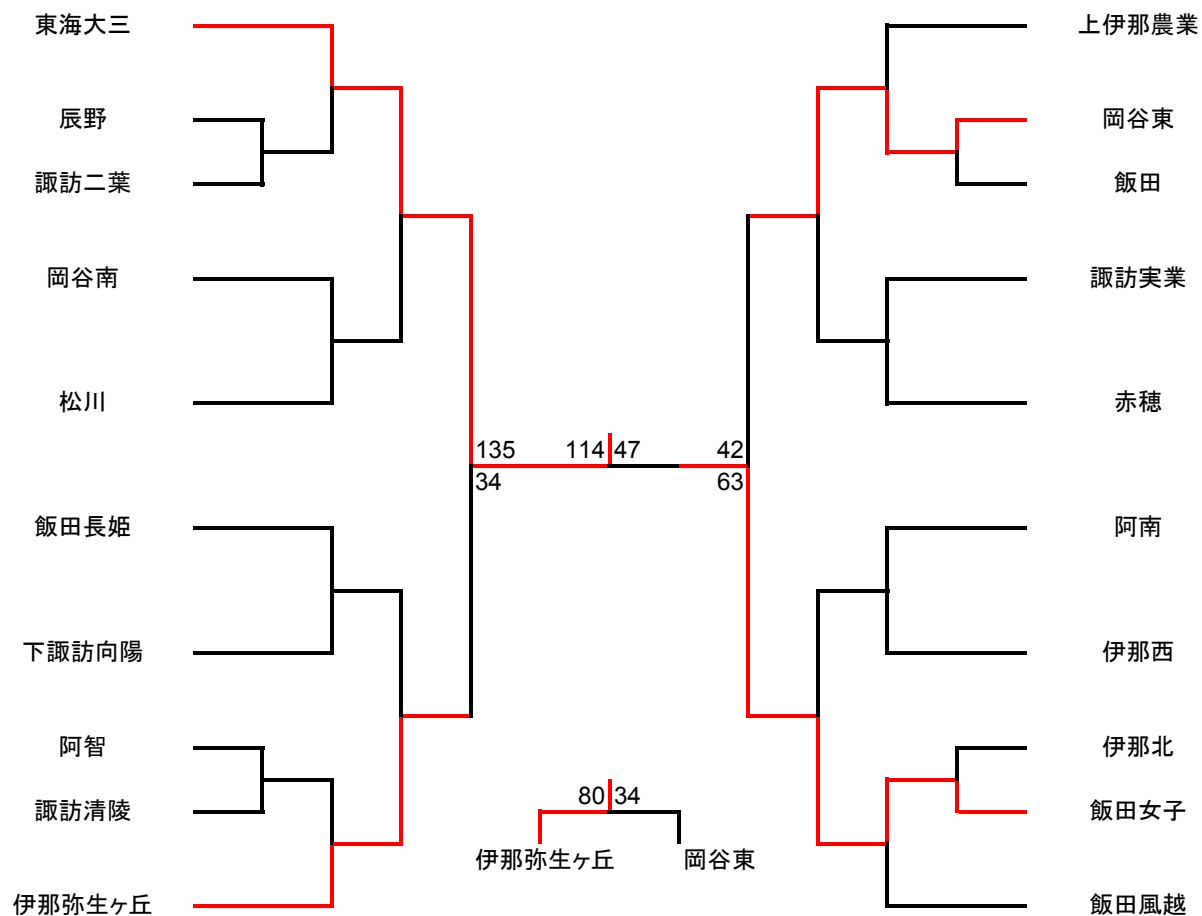 東海大三
上伊那農業
辰野
岡谷東
諏訪二葉
飯田
岡谷南
諏訪実業
松川
赤穂
135
114
47
42
34
63
飯田長姫
阿南
下諏訪向陽
伊那西
阿智
伊那北
諏訪清陵
80
34
飯田女子
伊那弥生ヶ丘
岡谷東
伊那弥生ヶ丘
飯田風越